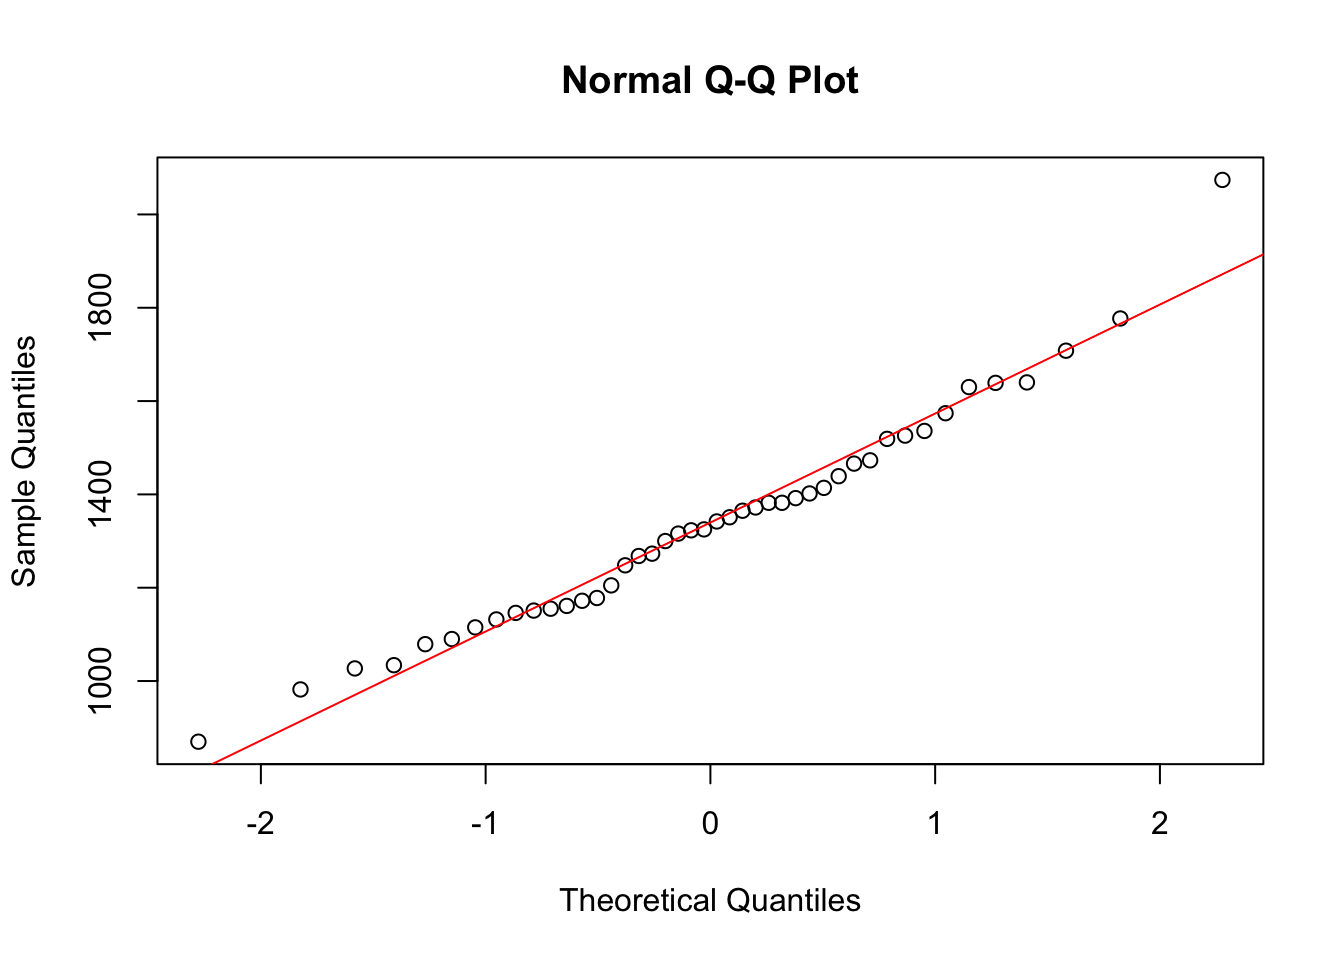 Normal Q-Q Plot
Sample Quantiles
1800
1400
1000
-2 -1 0 1 2
Theoretical Quantiles